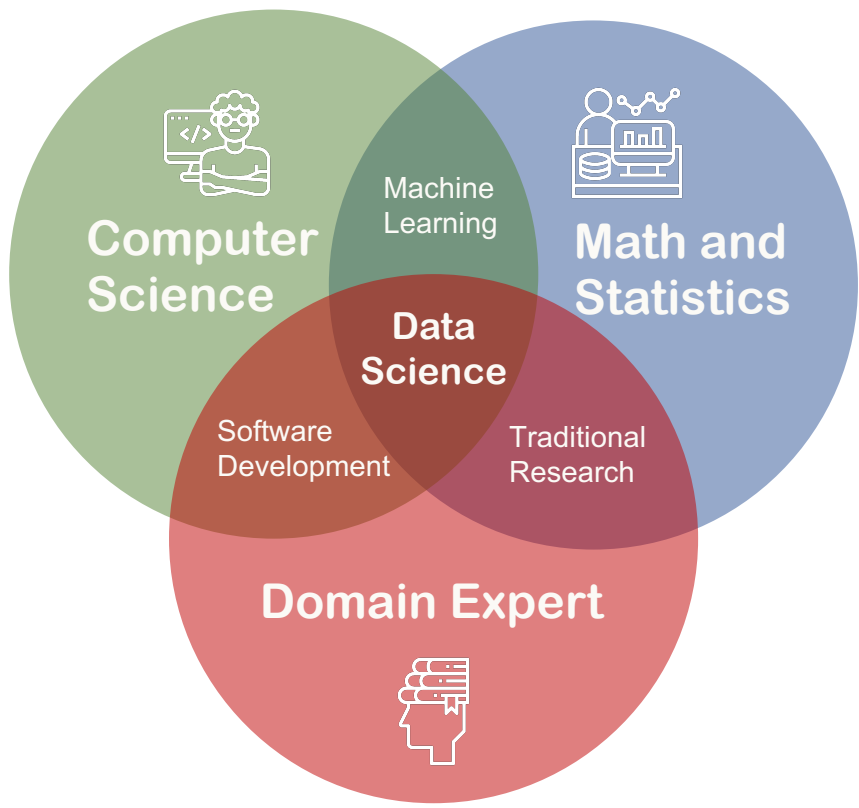 </>
Machine
Learning
Computer
Science
Math and
Statistics
Data
Science
Software
Development
Traditional
Research
Domain Expert